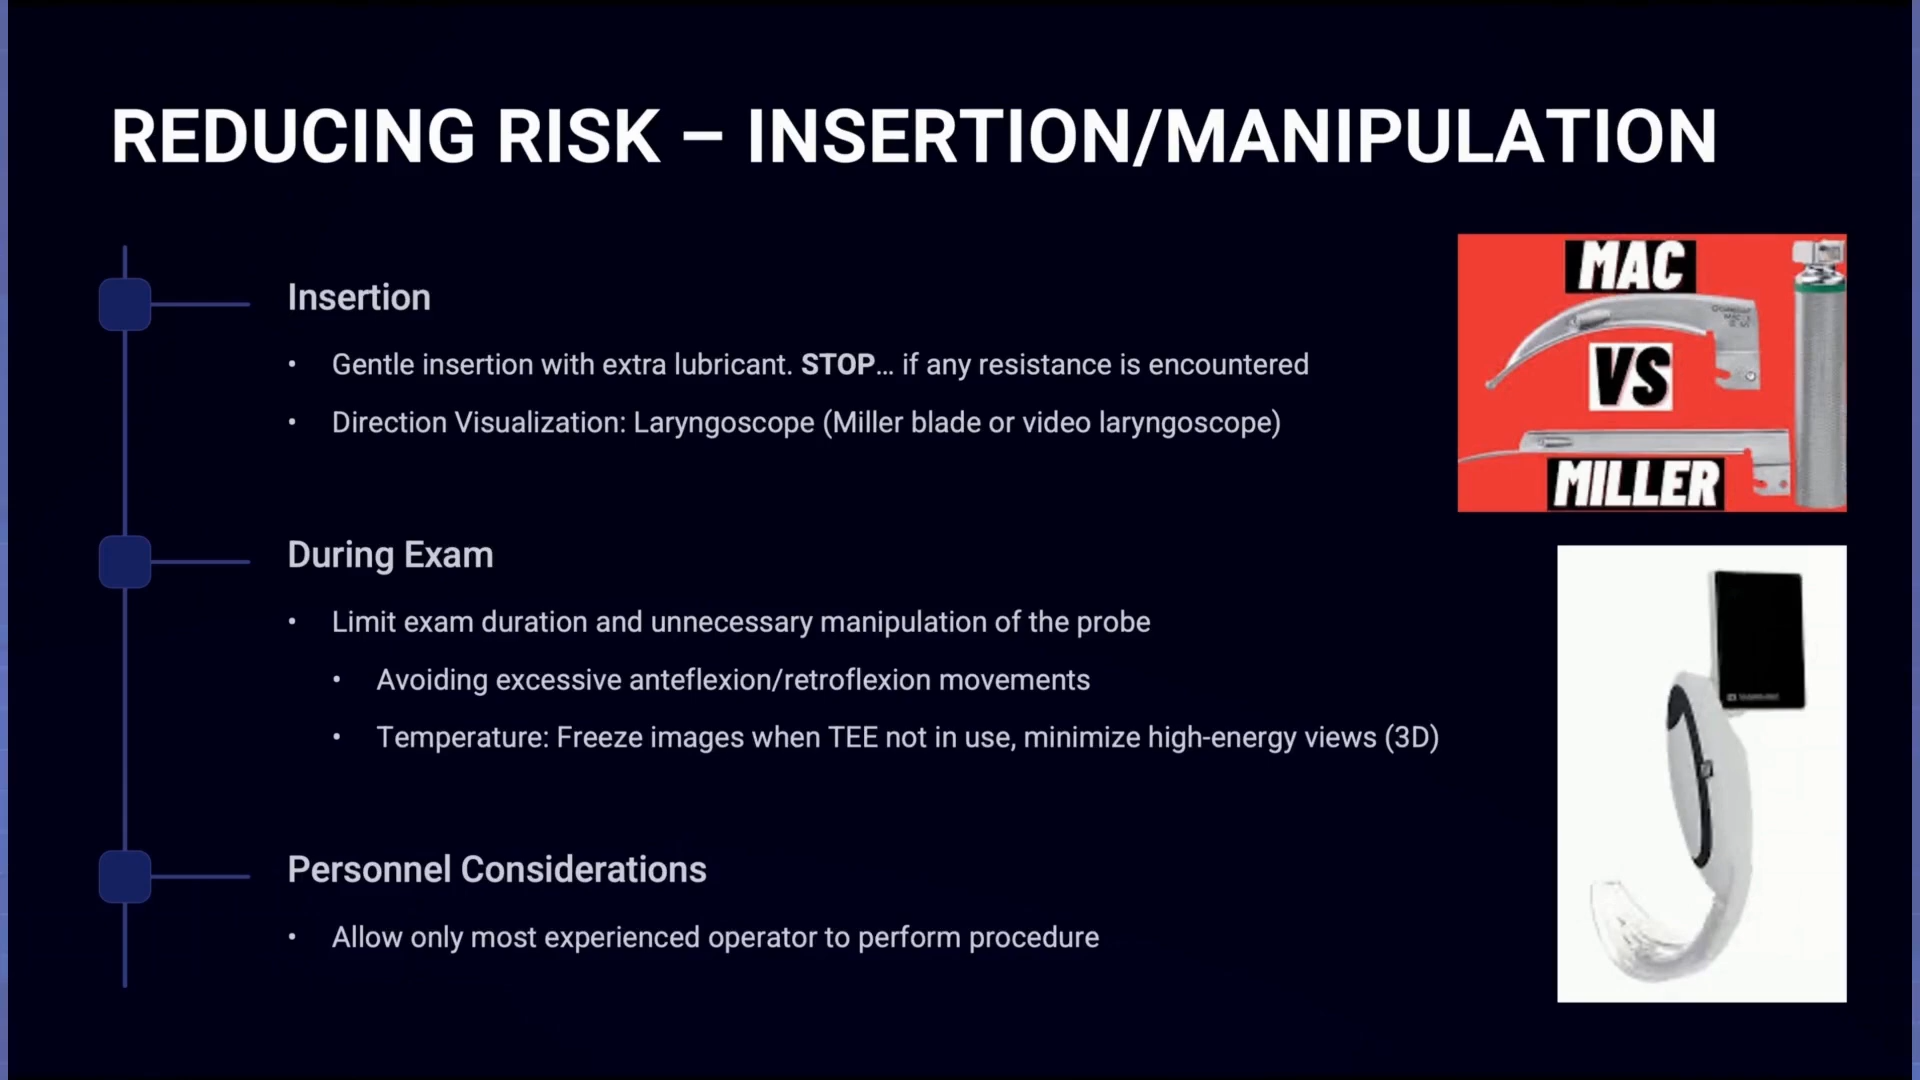 REDUCING RISK – INSERTION/MANIPULATION
Insertion
• Gentle insertion with extra lubricant. STOP... if any resistance is encountered
• Direction Visualization: Laryngoscope (Miller blade or video laryngoscope)
During Exam
• Limit exam duration and unnecessary manipulation of the probe
• Avoiding excessive anteflexion/retroflexion movements
• Temperature: Freeze images when TEE not in use, minimize high-energy views (3D)
Personnel Considerations
• Allow only most experienced operator to perform procedure
MAC
VS
MILLER